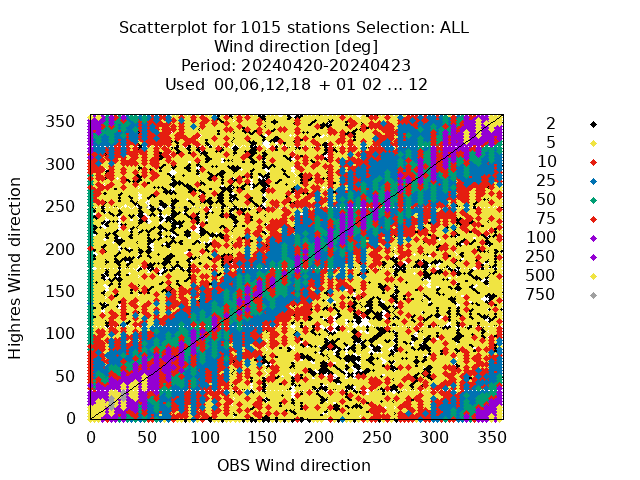 Scatterplot for 1015 stations Selection: ALL
Wind direction [deg]
Period: 20240420-20240423
Used 00,06,12,18 + 01 02 ... 12
Highres Wind direction
350
300
250
200
150
100
50
0
0 50 100 150 200 250 300 350
OBS Wind direction
2
5
10
25
50
75
100
250
500
750